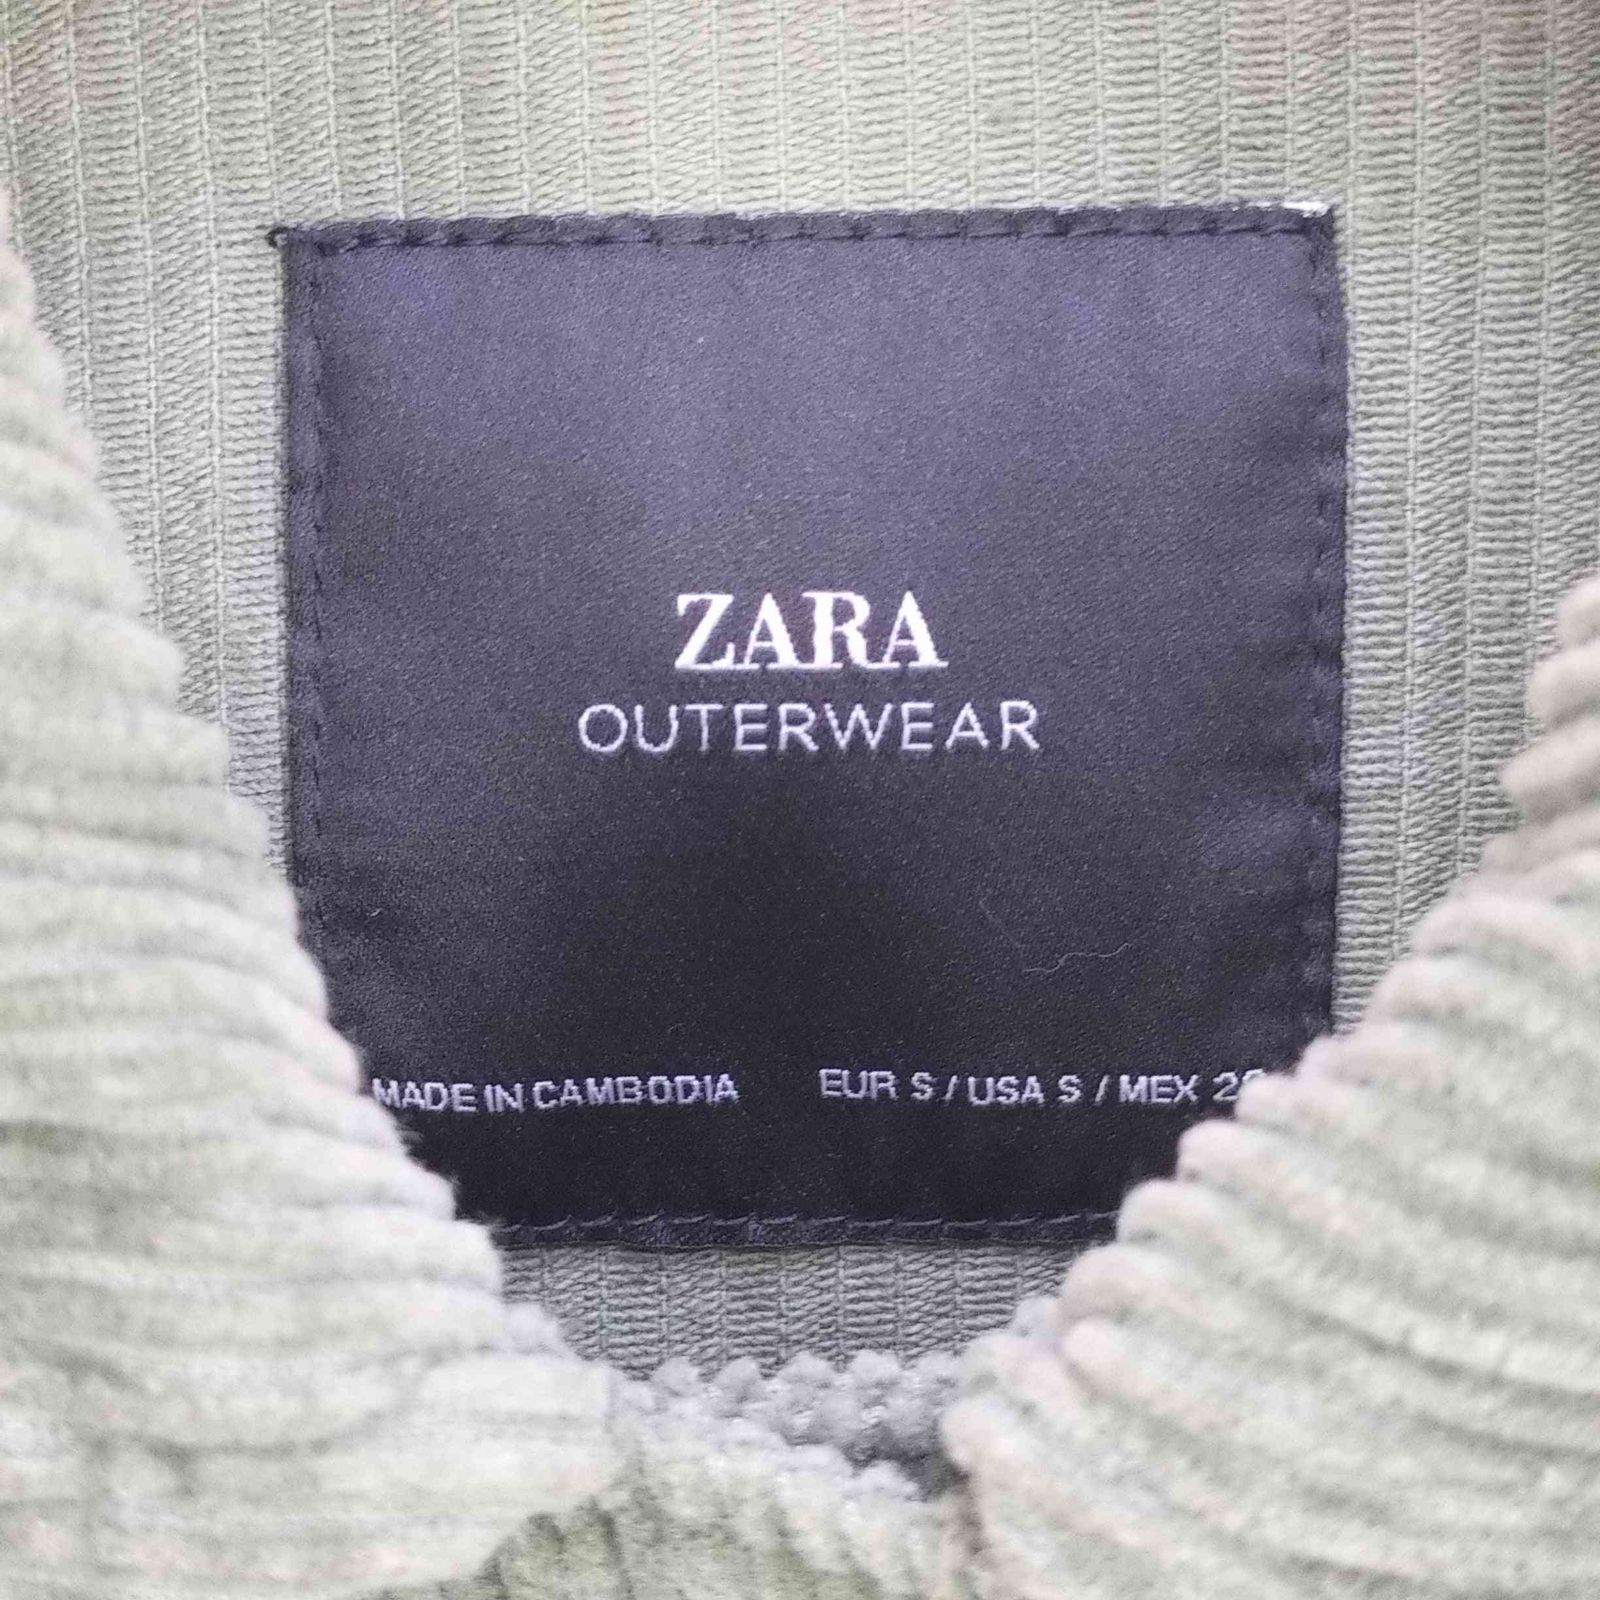 ZARA
OUTERWEAR
MADE IN CAMBODIA EUR S / USA S / MEX